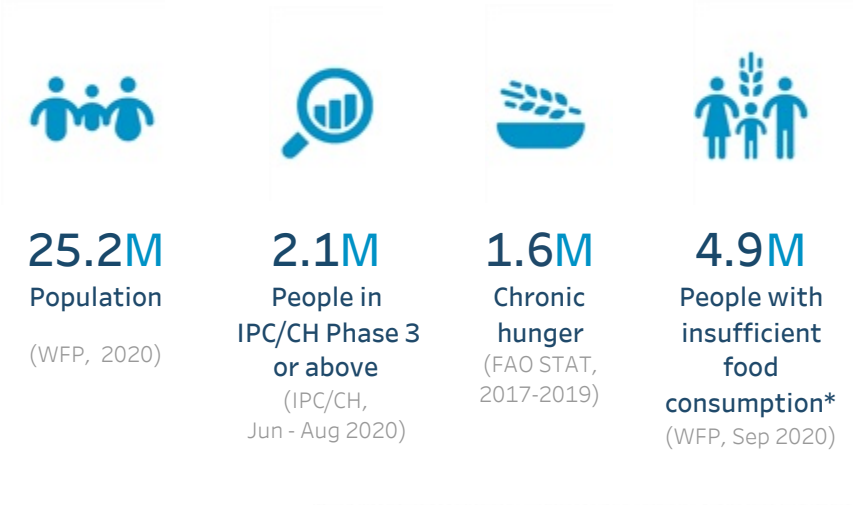 25.2M
Population
(WFP, 2020)
2.1M
People in
IPC/CH Phase 3
or above
(IPC/CH,
Jun - Aug 2020)
1.6M
Chronic
hunger
(FAO STAT,
2017-2019)
4.9M
People with
insufficient
food
consumption*
(WFP, Sep 2020)